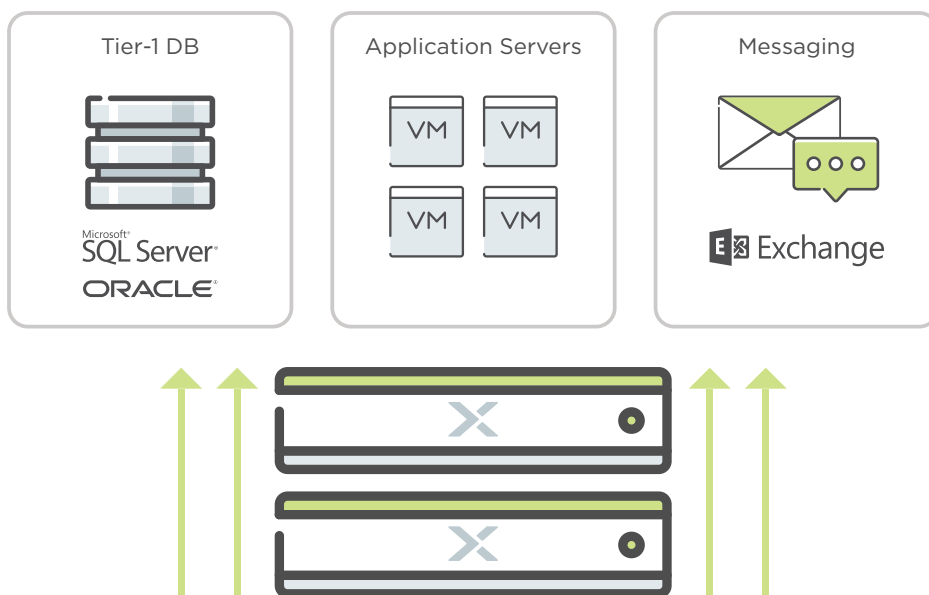 Tier-1 DB
Microsoft®
SQL Server®
ORACLE®
Application Servers
VM VM
VM VM
Messaging
E Exchange